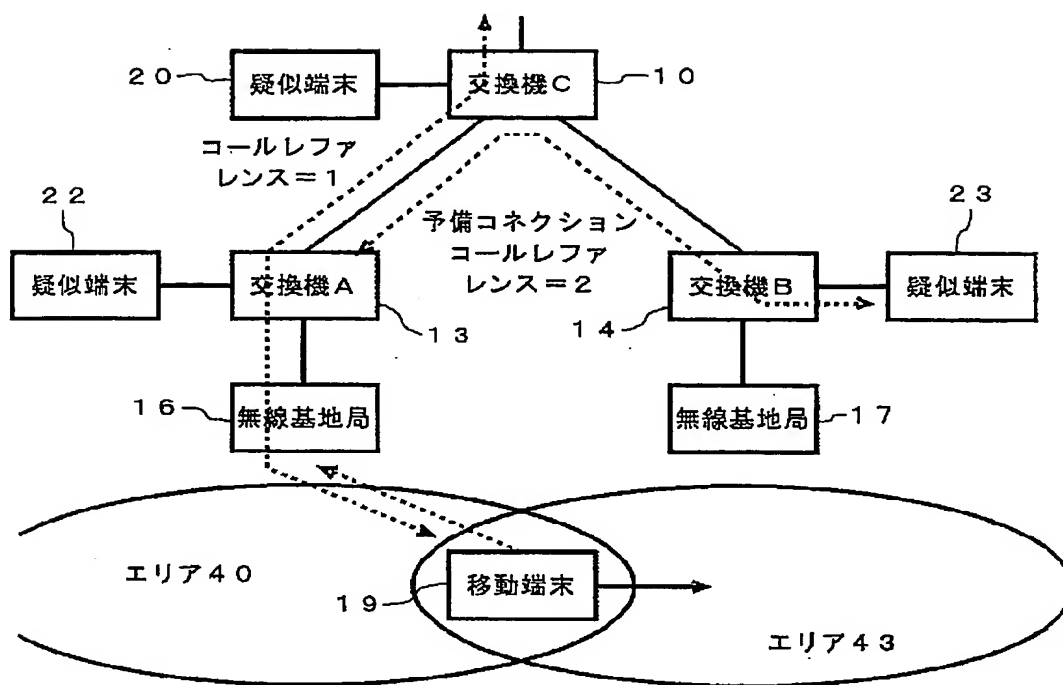 20
疑似端末
交換機C
10
コールレファ
レンス=1
22
予備コネクション
コールレファ
レンス=2
23
疑似端末
交換機A
交換機B
疑似端末
13
14
16
無線基地局
無線基地局
17
エリア40
移動端末
19
エリア43